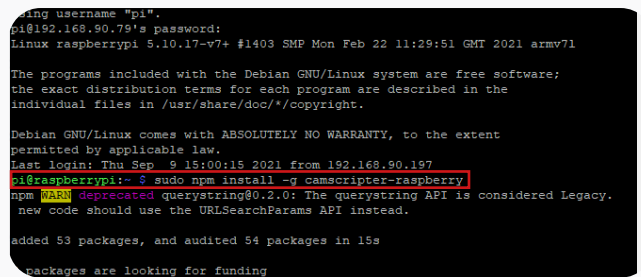 sing username "pi".
pi@192.168.90.79's password:
Linux raspberrypi 5.10.17-v7+ #1403 SMP Mon Feb 22 11:29:51 GMT 2021 armv7l
The programs included with the Debian GNU/Linux system are free software;
the exact distribution terms for each program are described in the
individual files in /usr/share/doc/*/copyright.
Debian GNU/Linux comes with ABSOLUTELY NO WARRANTY, to the extent
permitted by applicable law.
Last login: Thu Sep  9 15:00:15 2021 from 192.168.90.197
pi@raspberrypi:~ $ sudo npm install -g camscripter-raspberry
npm WARN deprecated querystring@0.2.0: The querystring API is considered Legacy.
 new code should use the URLSearchParams API instead.
added 53 packages, and audited 54 packages in 15s
packages are looking for funding